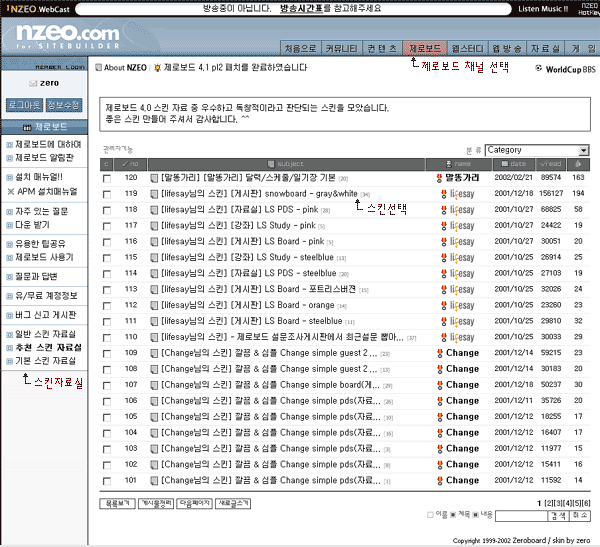 NZEO.WebCast 방송중이 아닙니다. 방송시간표를 참고해주세요 Listen Music !! NZEO HotKey
nzeo.com
for SITEBUILDER
처음으로 커뮤니티 컨텐츠 제로보드 웹스터디 웹방송 자료실 게임
제로보드 채널 선택
MEMBER LOGIN
About NZEO 제로보드 4.1 pl2 패치를 완료하였습니다 WorldCup BBS
zero
로그아웃 정보수정
제로보드
제로보드에 대하여
제로보드 알림판
설치 매뉴얼!!
APM 설치매뉴얼
자주 있는 질문
다운 받기
유용한 팁공유
제로보드 사용기
질문과 답변
유/무료 계정정보
버그 신고 게시판
일반 스킨 자료실
추천 스킨 자료실
기본 스킨 자료실
스킨자료실
제로보드 4.0 스킨 자료 중 우수하고 독창적이라고 판단되는 스킨을 모았습니다.
좋은 스킨 만들어 주셔서 감사합니다. ^^
관리자기능 분류 Category
c no subject name date read
120 [말똥가리] [말똥가리] 달력/스케쥴/일기장 기본 [20] 말똥가리 2002/02/21 89574 163
119 [lifesay님의 스킨] [게시판] snowboard - gray&white [34] lifesay 2001/12/18 156127 194
스킨선택
118 [lifesay님의 스킨] [자료실] LS PDS - pink [28] lifesay 2001/10/27 68825 58
117 [lifesay님의 스킨] [강좌] LS Study - pink [5] lifesay 2001/10/27 24422 19
116 [lifesay님의 스킨] [게시판] LS Board - pink [5] lifesay 2001/10/27 30051 20
115 [lifesay님의 스킨] [강좌] LS Study - steelblue [13] lifesay 2001/10/26 26914 25
114 [lifesay님의 스킨] [자료실] LS PDS - steelblue [10] lifesay 2001/10/25 27103 19
113 [lifesay님의 스킨] [게시판] LS Board - 포트리스버젼 [15] lifesay 2001/10/25 32026 24
112 [lifesay님의 스킨] [게시판] LS Board - orange [14] lifesay 2001/10/25 23260 23
111 [lifesay님의 스킨] [게시판] LS Board - steelblue [11] lifesay 2001/10/25 29810 32
110 [lifesay님의 스킨] - 제로보드 설문조사게시판에서 최근설문 뽑아... [37] lifesay 2001/10/25 30033 29
109 [Change님의 스킨] 깔끔 & 심플 Change simple guest 2 ... [23] Change 2001/12/14 59215 23
108 [Change님의 스킨] 깔끔 & 심플 Change simple guest 2 ... Change 2001/12/14 30183 20
107 [Change님의 스킨] 깔끔 & 심플 Change simple board(게... [29] Change 2001/12/18 50237 30
106 [Change님의 스킨] 깔끔 & 심플 Change simple pds(자료... Change 2001/12/11 35726 20
105 [Change님의 스킨] 깔끔 & 심플 Change simple pds(자료... [10] Change 2001/12/12 18255 17
104 [Change님의 스킨] 깔끔 & 심플 Change simple pds(자료... Change 2001/12/12 16407 17
103 [Change님의 스킨] 깔끔 & 심플 Change simple pds(자료... [3] Change 2001/12/12 11977 15
102 [Change님의 스킨] 깔끔 & 심플 Change simple pds(자료... Change 2001/12/12 15411 16
101 [Change님의 스킨] 깔끔 & 심플 Change simple pds(자료... [1] Change 2001/12/12 11592 14
목록보기 게시물정리 다음페이지 새로글쓰기 1 [2][3][4][5][6]
이름 제목 내용 검색 취소
Copyright 1999-2002 Zeroboard / skin by zero